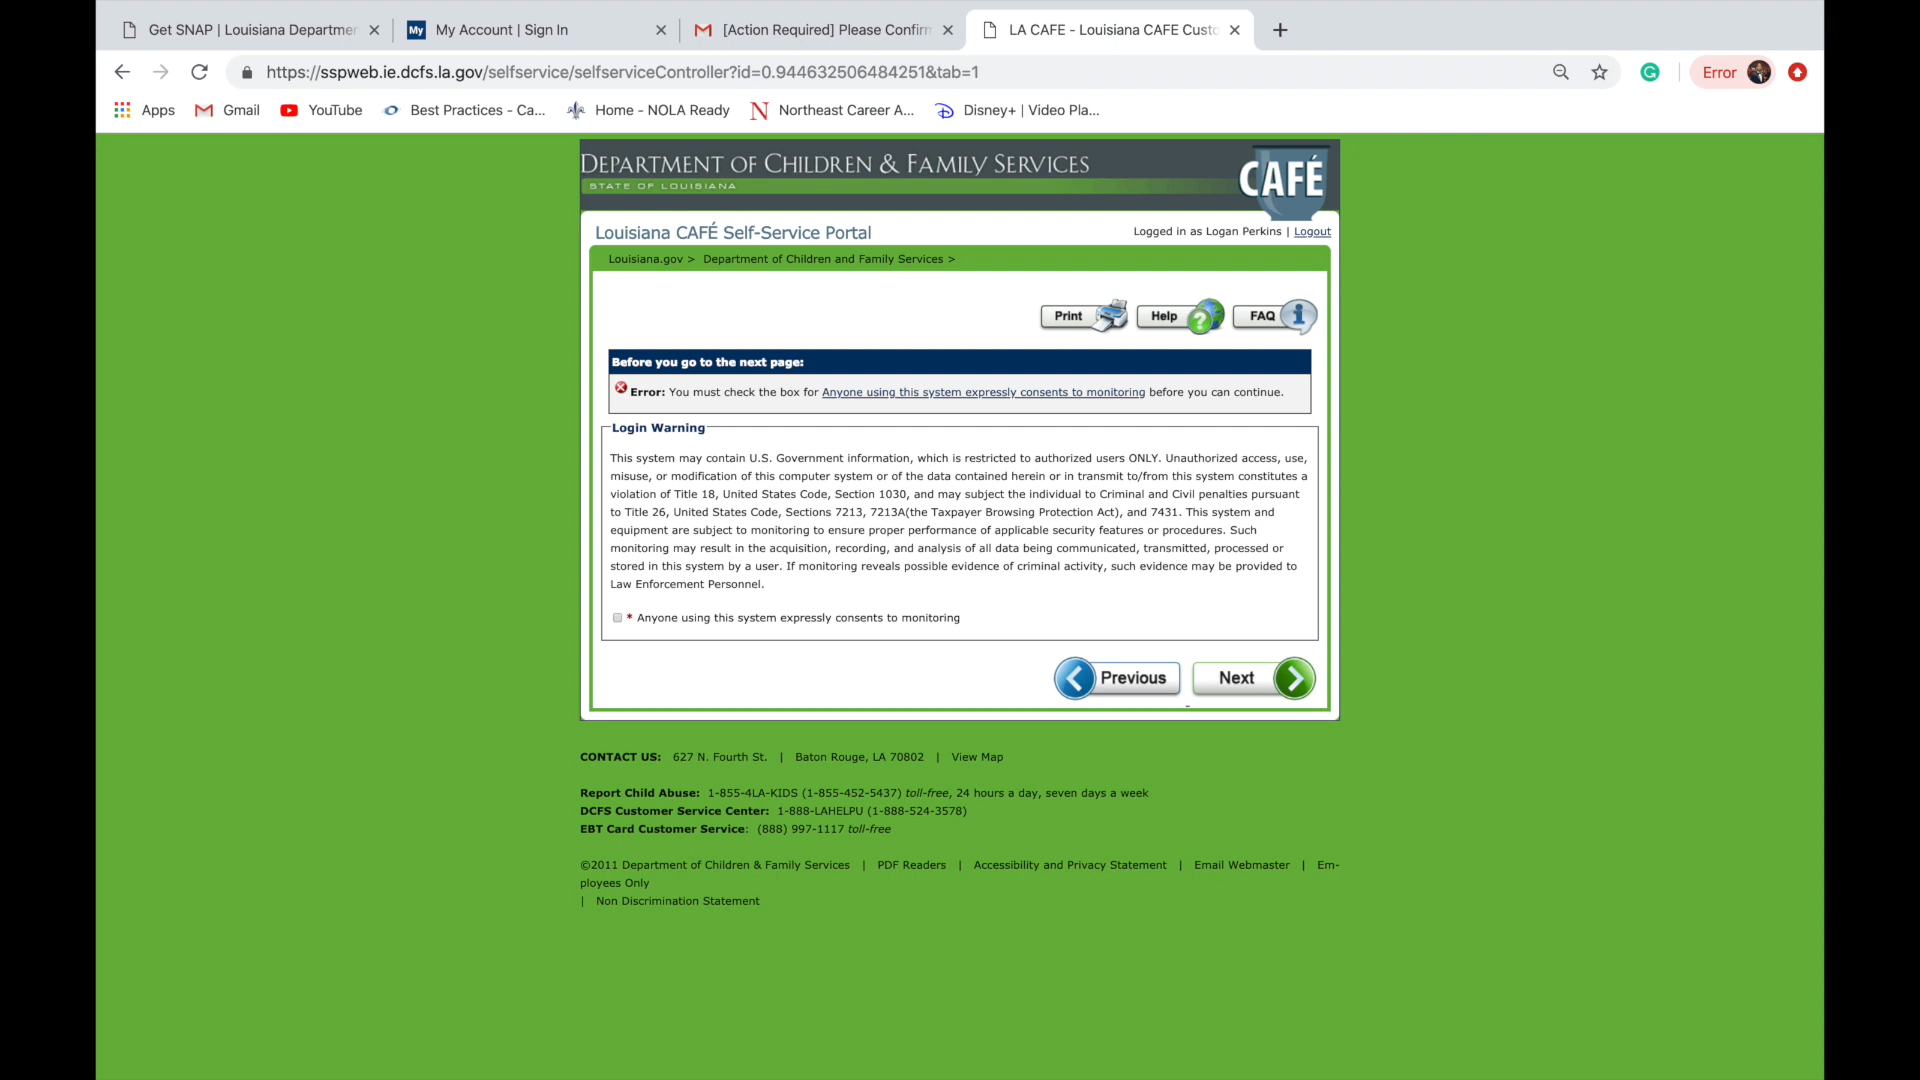 Get SNAP | Louisiana Departmer
My Account | Sign In
[Action Required] Please Confirm
LA CAFE - Louisiana CAFE Custo
https://sspweb.ie.dcfs.la.gov/selfservice/selfserviceController?id=0.944632506484251&tab=1
Error
Apps
Gmail
YouTube
Best Practices - Ca...
Home - NOLA Ready
Northeast Career A...
Disney+ | Video Pla...
DEPARTMENT OF CHILDREN & FAMILY SERVICES
STATE OF LOUISIANA
CAFÉ
Louisiana CAFÉ Self-Service Portal
Logged in as Logan Perkins | Logout
Louisiana.gov > Department of Children and Family Services >
Print
Help
FAQ
Before you go to the next page:
Error: You must check the box for Anyone using this system expressly consents to monitoring before you can continue.
Login Warning
This system may contain U.S. Government information, which is restricted to authorized users ONLY. Unauthorized access, use,
misuse, or modification of this computer system or of the data contained herein or in transmit to/from this system constitutes a
violation of Title 18, United States Code, Section 1030, and may subject the individual to Criminal and Civil penalties pursuant
to Title 26, United States Code, Sections 7213, 7213A(the Taxpayer Browsing Protection Act), and 7431. This system and
equipment are subject to monitoring to ensure proper performance of applicable security features or procedures. Such
monitoring may result in the acquisition, recording, and analysis of all data being communicated, transmitted, processed or
stored in this system by a user. If monitoring reveals possible evidence of criminal activity, such evidence may be provided to
Law Enforcement Personnel.
* Anyone using this system expressly consents to monitoring
Previous
Next
CONTACT US: 627 N. Fourth St. | Baton Rouge, LA 70802 | View Map
Report Child Abuse: 1-855-4LA-KIDS (1-855-452-5437) toll-free, 24 hours a day, seven days a week
DCFS Customer Service Center: 1-888-LAHELPU (1-888-524-3578)
EBT Card Customer Service: (888) 997-1117 toll-free
©2011 Department of Children & Family Services | PDF Readers | Accessibility and Privacy Statement | Email Webmaster | Em-
ployees Only
| Non Discrimination Statement